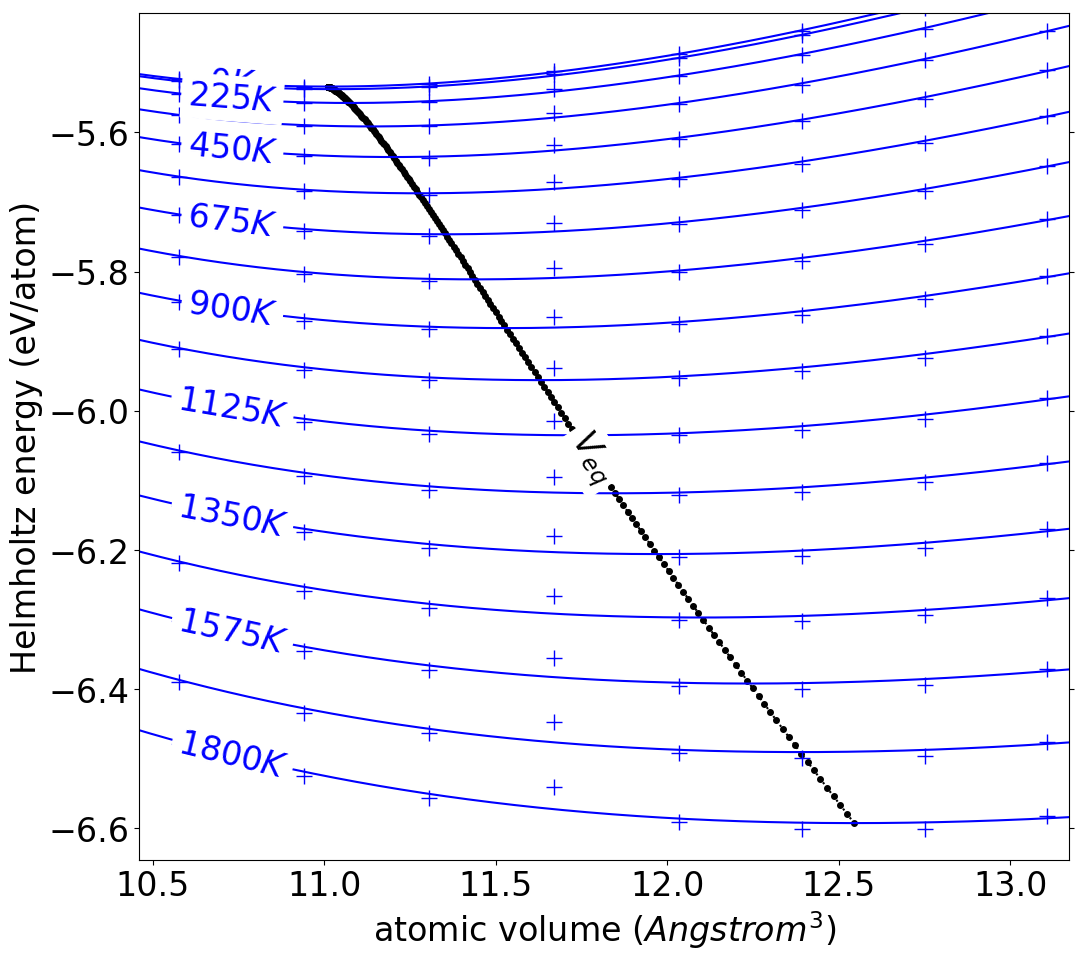 Helmholtz energy (eV/atom)
−5.6
−5.8
−6.0
−6.2
−6.4
−6.6
0K
225K
450K
675K
900K
1125K
1350K
1575K
1800K
V_eq
10.5 11.0 11.5 12.0 12.5 13.0
atomic volume (Angstrom³)